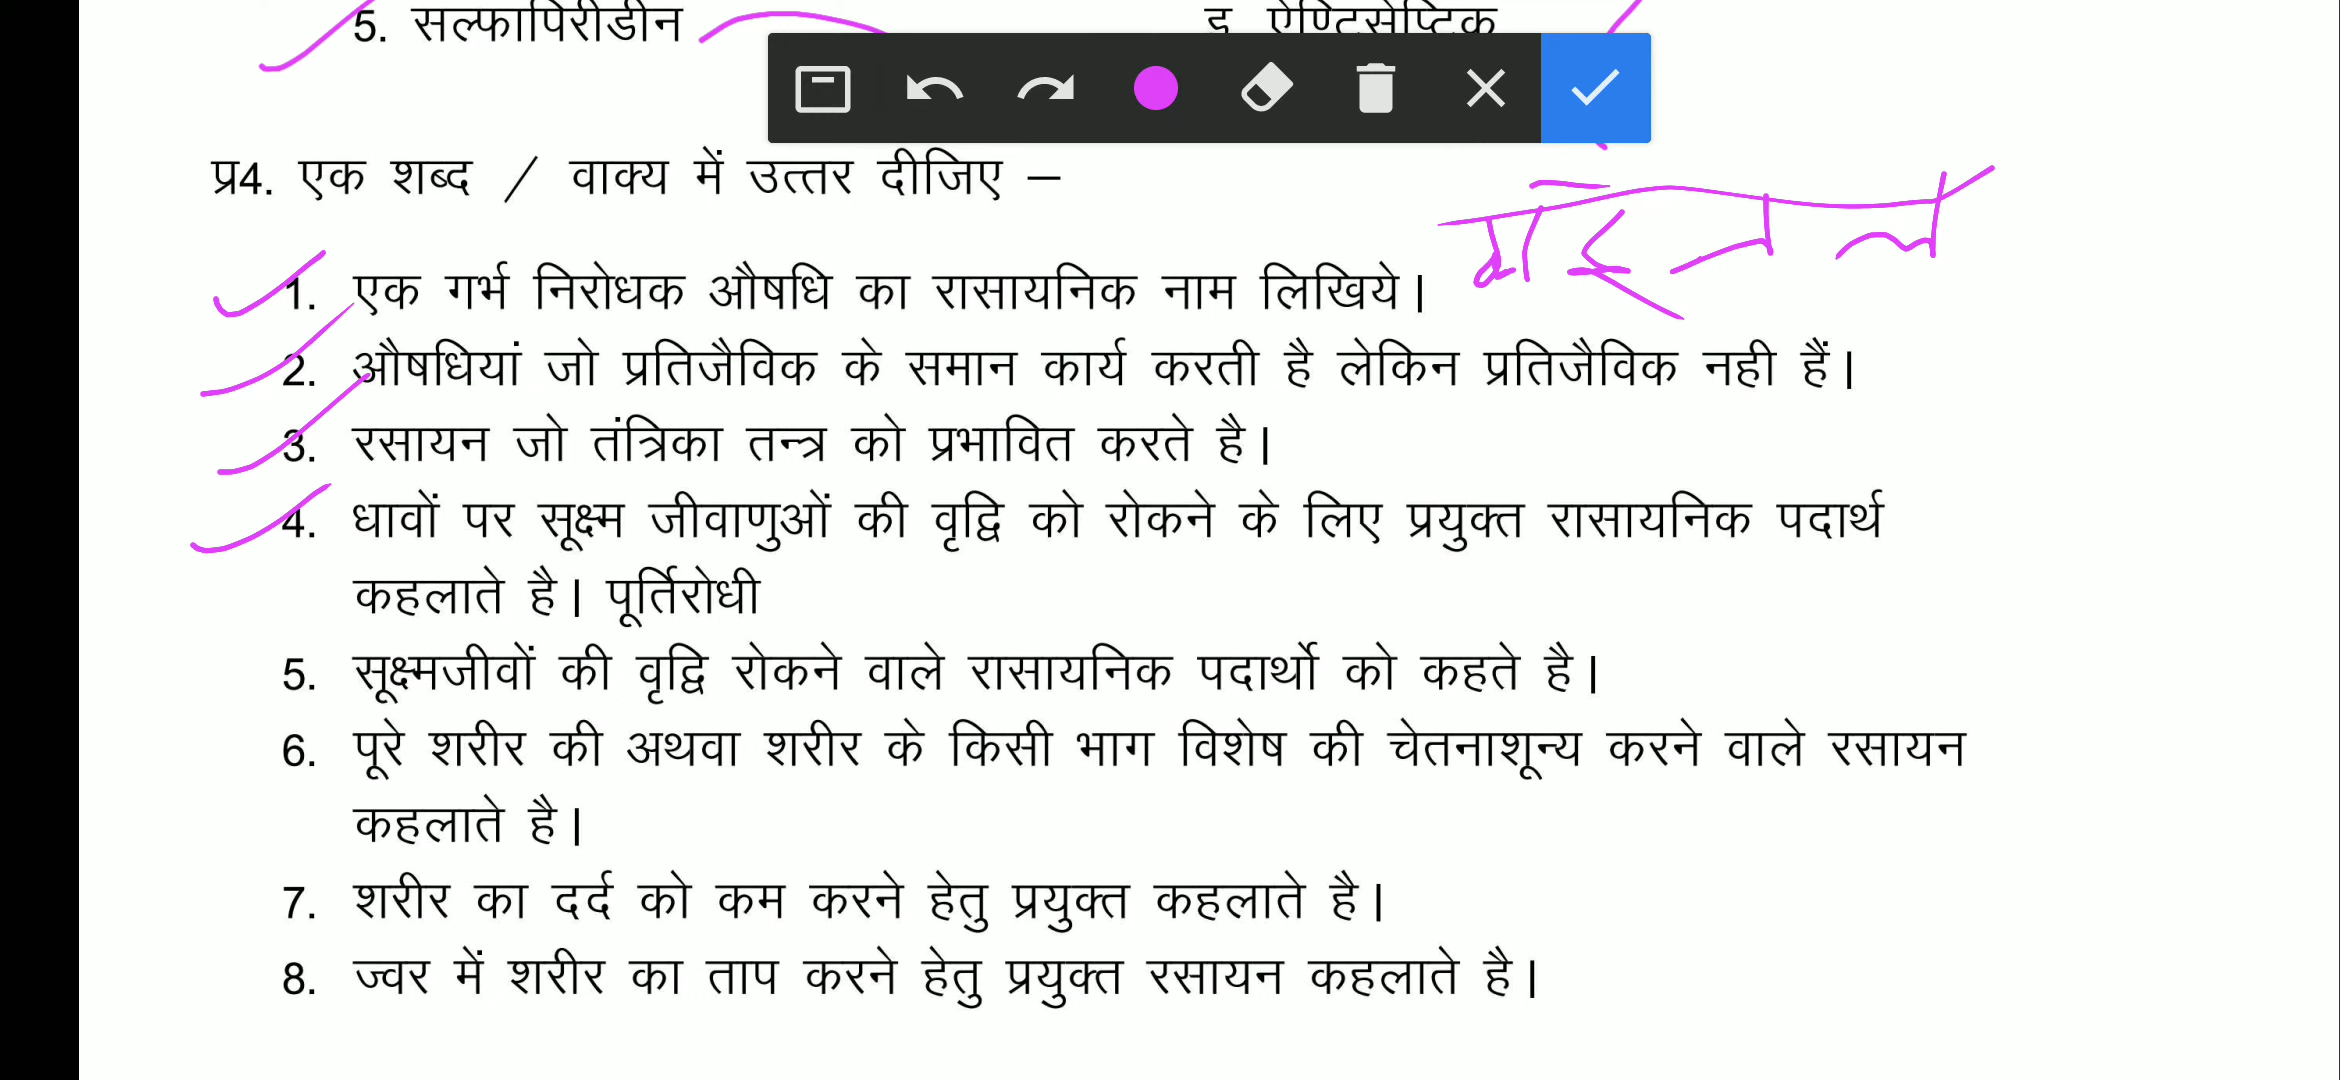 5. सल्फापिरीडीन ड ऐण्टिसेप्टिक
प्र4. एक शब्द / वाक्य में उत्तर दीजिए –
1. एक गर्भ निरोधक औषधि का रासायनिक नाम लिखिये।
2. औषधियां जो प्रतिजैविक के समान कार्य करती है लेकिन प्रतिजैविक नही हैं।
3. रसायन जो तंत्रिका तन्त्र को प्रभावित करते है।
4. धावों पर सूक्ष्म जीवाणुओं की वृद्वि को रोकने के लिए प्रयुक्त रासायनिक पदार्थ
कहलाते है। पूर्तिरोधी
5. सूक्ष्मजीवों की वृद्वि रोकने वाले रासायनिक पदार्थो को कहते है।
6. पूरे शरीर की अथवा शरीर के किसी भाग विशेष की चेतनाशून्य करने वाले रसायन
कहलाते है।
7. शरीर का दर्द को कम करने हेतु प्रयुक्त कहलाते है।
8. ज्वर में शरीर का ताप करने हेतु प्रयुक्त रसायन कहलाते है।